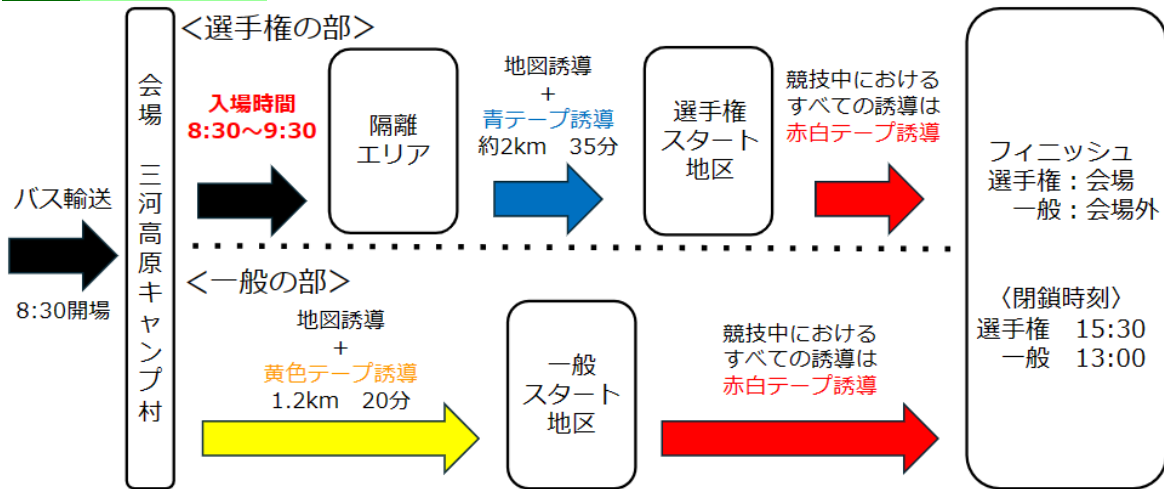 バス輸送
8:30開場
会場 三河高原キャンプ村
＜選手権の部＞
入場時間
8:30～9:30
隔離
エリア
地図誘導
+
青テープ誘導
約2km 35分
選手権
スタート
地区
競技中における
すべての誘導は
赤白テープ誘導
＜一般の部＞
地図誘導
+
黄色テープ誘導
1.2km 20分
一般
スタート
地区
競技中における
すべての誘導は
赤白テープ誘導
フィニッシュ
選手権：会場
一般：会場外
〈閉鎖時刻〉
選手権 15:30
一般 13:00